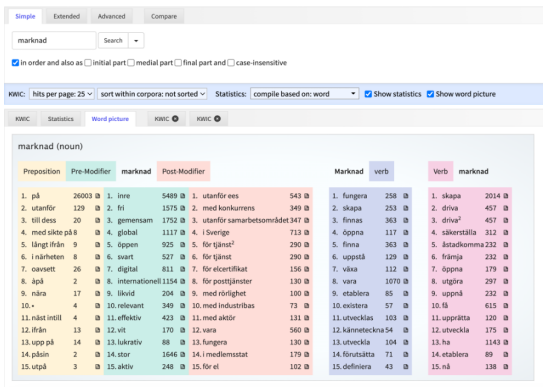 Simple Extended Advanced Compare
marknad Search
in order and also as initial part medial part final part and case-insensitive
KWIC: hits per page: 25 sort within corpora: not sorted Statistics: compile based on: word Show statistics Show word picture
KWIC Statistics Word picture KWIC KWIC
marknad (noun)
Preposition Pre-Modifier marknad Post-Modifier Marknad verb Verb marknad
1. på 26003 1. inre 5489 1. utanför ees 543 1. fungera 258 1. skapa 2014
2. utanför 129 2. fri 1575 2. med konkurrens 349 2. skapa 253 2. driva 457
3. till dess 20 3. gemensam 1752 3. utanför samarbetsområdet 347 3. finnas 363 3. driva² 457
4. med sikte på 8 4. global 1117 4. i Sverige 713 4. öppna 117 4. säkerställa 312
5. långt ifrån 9 5. öppen 925 5. för tjänst² 290 5. finna 363 5. åstadkomma 232
6. i närheten 8 6. svart 527 6. för tjänst 290 6. uppstå 129 6. främja 232
7. oavsett 26 7. digital 811 7. för elcertifikat 156 7. växa 112 7. öppna 179
8. åpå 2 8. internationell 1154 8. för posttjänster 130 8. vara 1070 8. utgöra 297
9. nära 17 9. likvid 204 9. med rörlighet 100 9. etablera 85 9. uppnå 232
10. 4 10. relevant 349 10. med industribas 73 10. existera 57 10. få 615
11. näst intill 4 11. effektiv 423 11. med aktör 131 11. utvecklas 103 11. upprätta 120
12. ifrån 13 12. vit 170 12. vara 560 12. känneteckna 54 12. utveckla 175
13. upp på 14 13. lukrativ 88 13. fungera 130 13. utveckla 104 13. ha 1143
14. påsin 2 14. stor 1646 14. i medlemsstat 179 14. förutsätta 71 14. etablera 89
15. utpå 3 15. aktiv 248 15. för el 102 15. definiera 43 15. nå 138